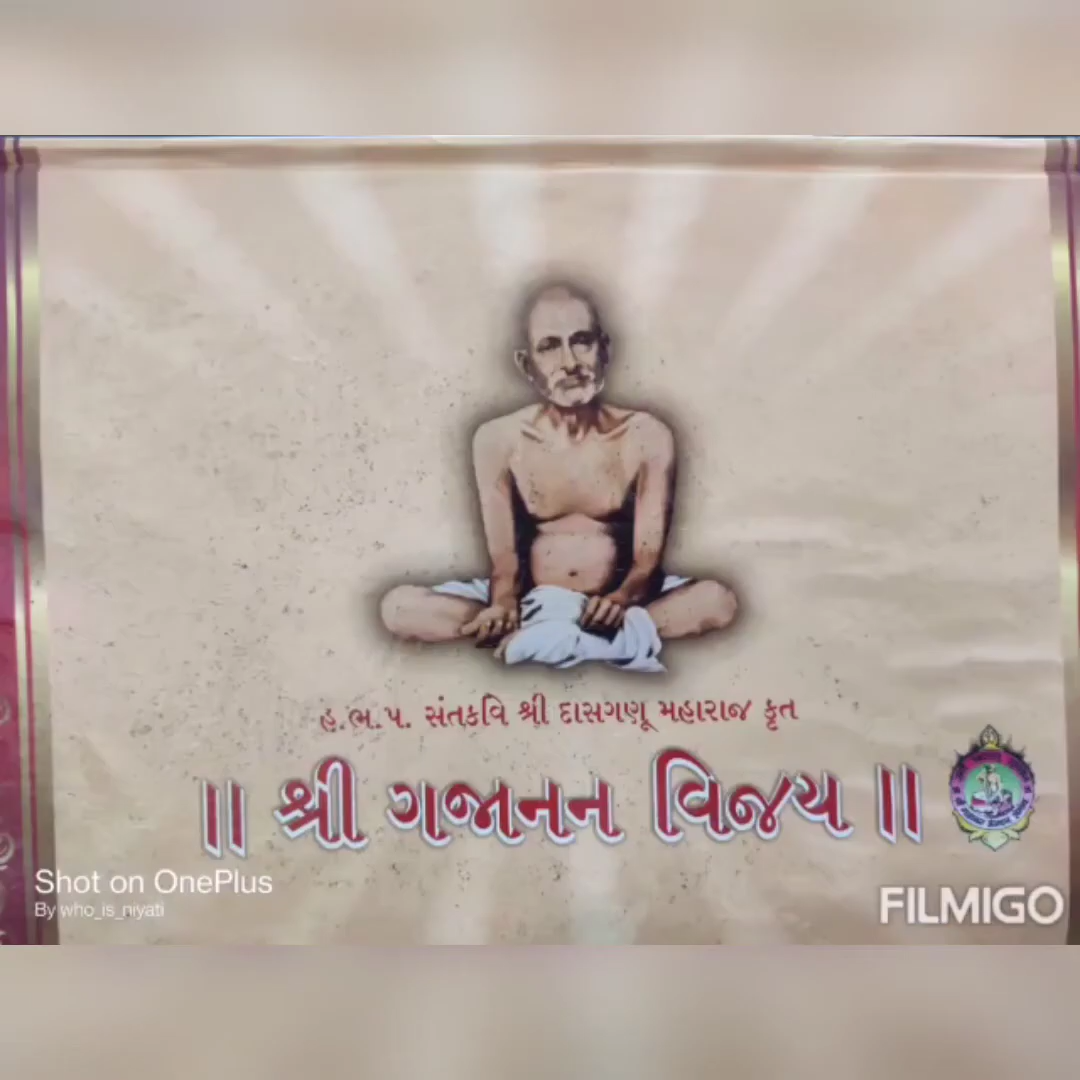 હ.ભ.પ. સંતકવિ શ્રી દાસગણૂ મહારાજ કૃત
|| શ્રી ગજાનન વિજય ||
Shot on OnePlus
By who_is_niyati
FILMIGO